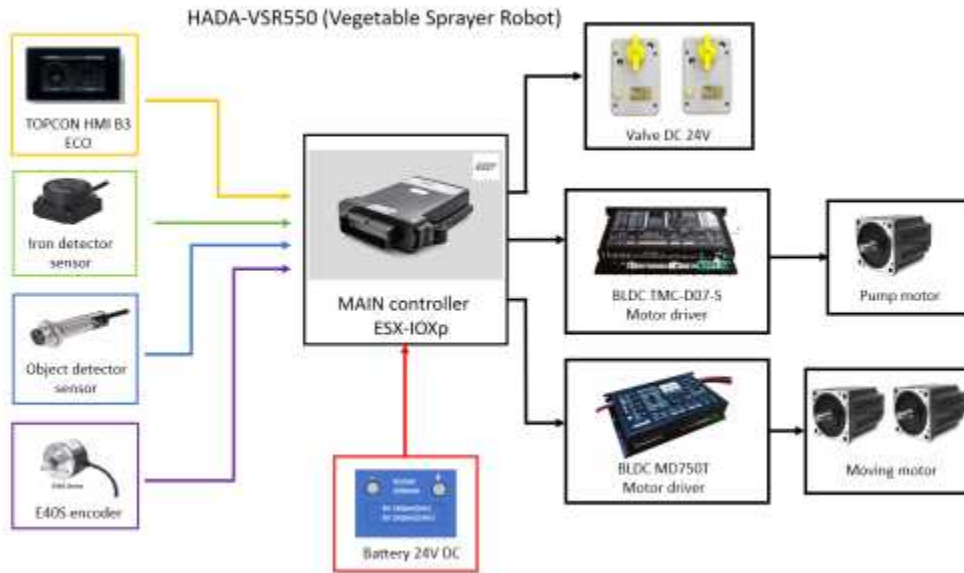 HADA-VSR550 (Vegetable Sprayer Robot)
TOPCON HMI B3
ECO
Iron detector
sensor
Object detector
sensor
E40S encoder
MAIN controller
ESX-IOXp
Battery 24V DC
Valve DC 24V
BLDC TMC-D07-S
Motor driver
Pump motor
BLDC MD750T
Motor driver
Moving motor